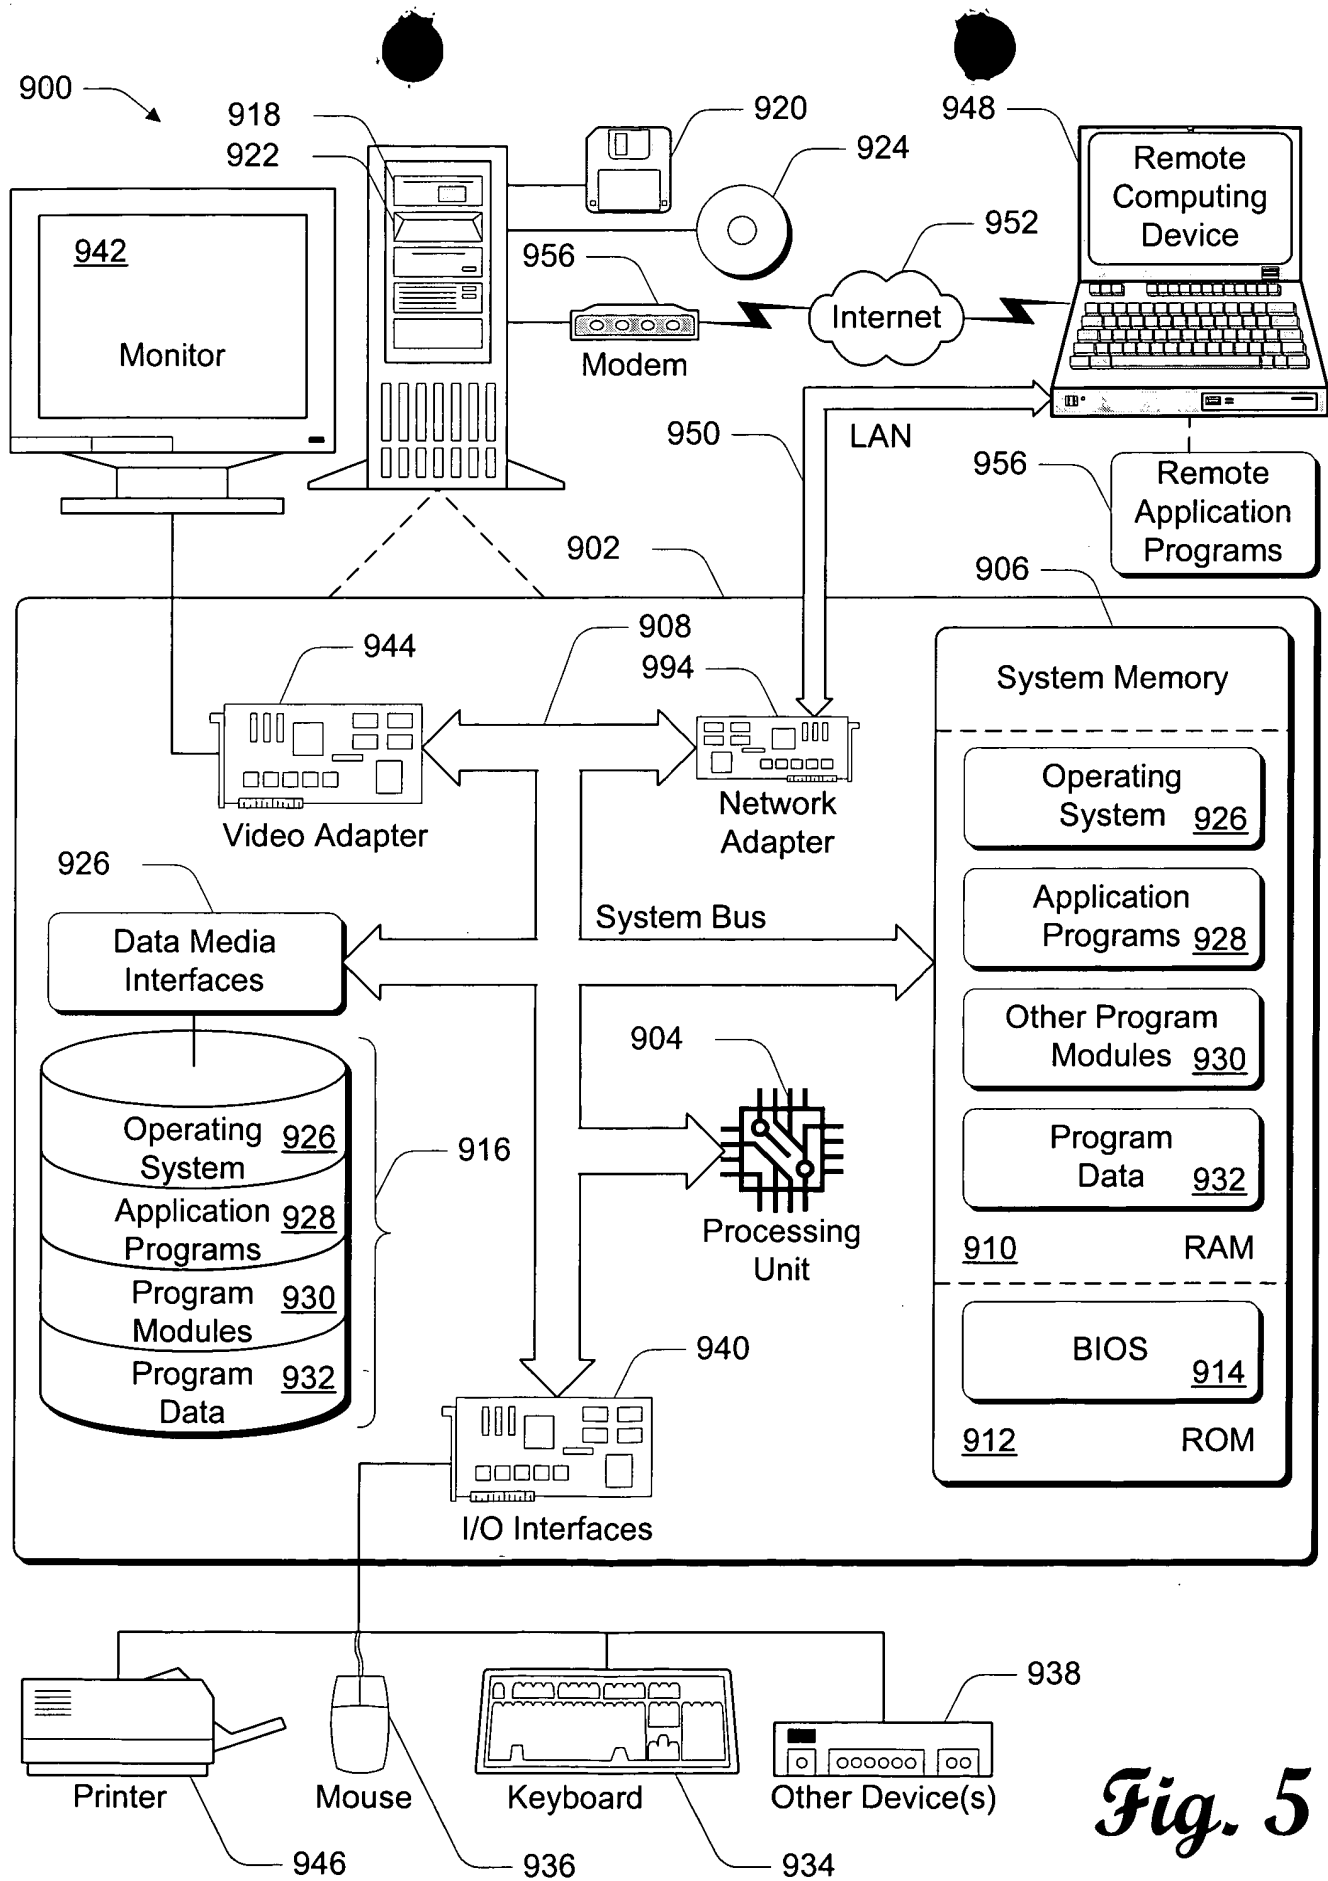 900
918
922
920
924
948
Remote
Computing
Device
942
Monitor
956
Modem
952
Internet
950
LAN
956
Remote
Application
Programs
902
906
944
908
994
Video Adapter
Network
Adapter
System Memory
Operating
System 926
Application
Programs 928
Other Program
Modules 930
Program
Data 932
910 RAM
BIOS
914
912 ROM
926
Data Media
Interfaces
System Bus
904
Processing
Unit
Operating
System 926
Application
Programs 928
Program
Modules 930
Program
Data 932
916
940
I/O Interfaces
938
Printer
Mouse
Keyboard
Other Device(s)
946
936
934
Fig. 5